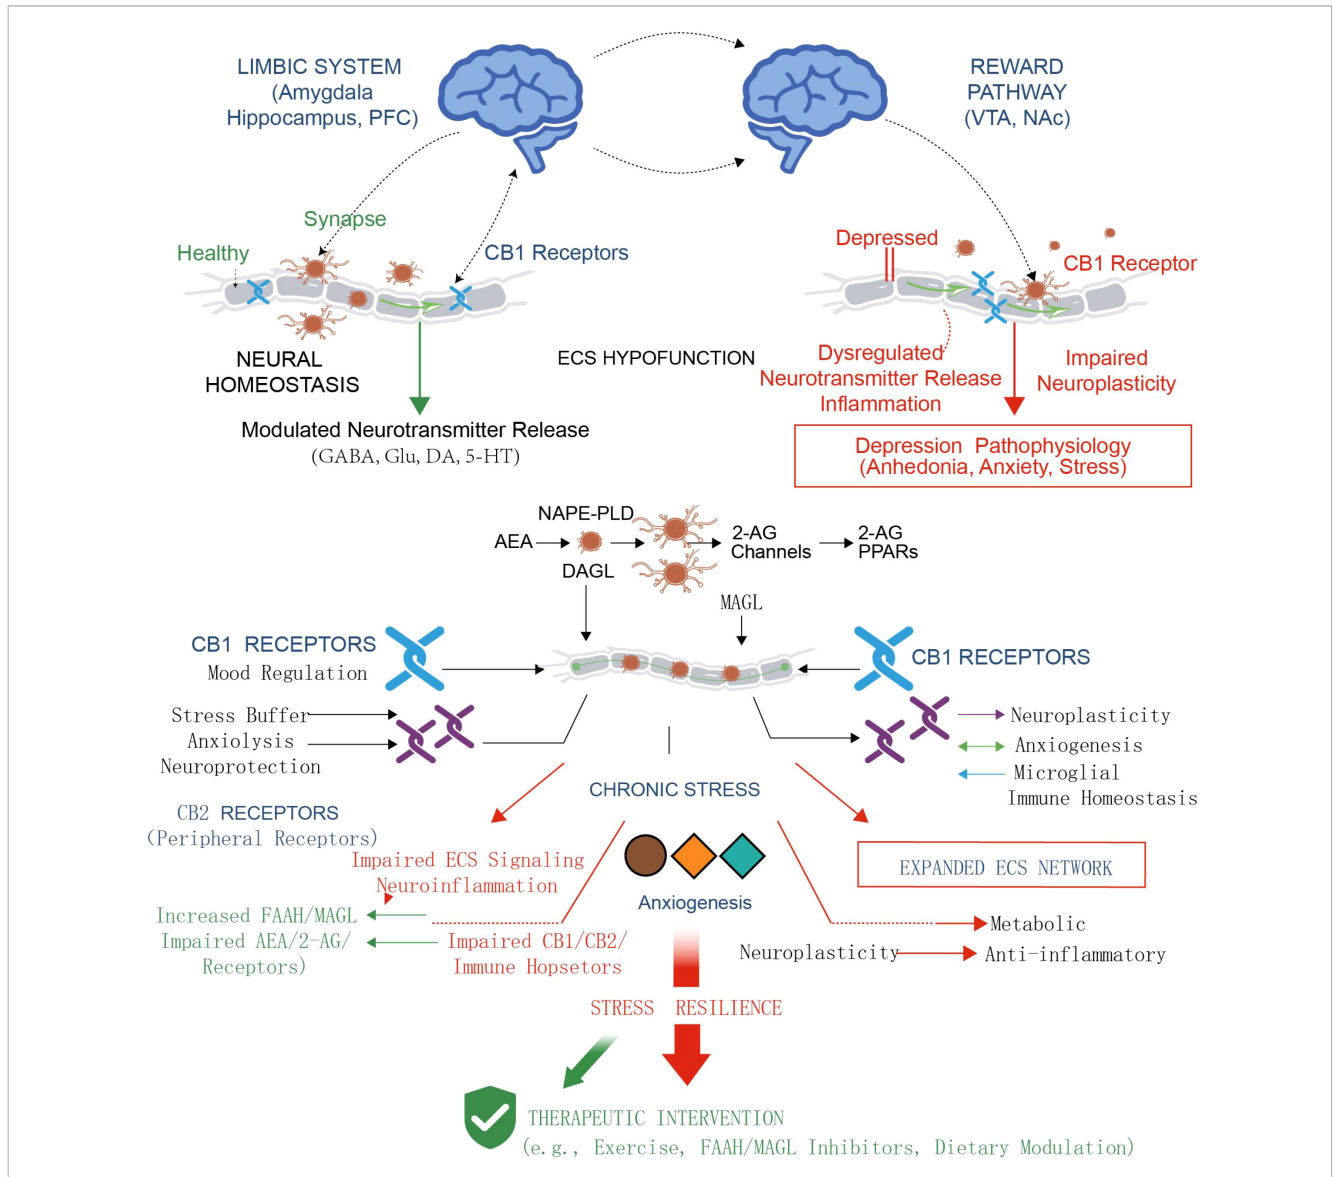 LIMBIC SYSTEM
(Amygdala
Hippocampus, PFC)
REWARD
PATHWAY
(VTA, NAc)
Synapse
Healthy
CB1 Receptors
NEURAL
HOMEOSTASIS
Modulated Neurotransmitter Release
(GABA, Glu, DA, 5-HT)
ECS HYPOFUNCTION
Depressed
CB1 Receptor
Dysregulated
Neurotransmitter Release
Inflammation
Impaired
Neuroplasticity
Depression Pathophysiology
(Anhedonia, Anxiety, Stress)
NAPE-PLD
AEA
DAGL
2-AG
Channels
2-AG
PPARs
MAGL
CB1 RECEPTORS
Mood Regulation
CB1 RECEPTORS
Stress Buffer
Anxiolysis
Neuroprotection
Neuroplasticity
Anxiogenesis
Microglial
Immune Homeostasis
CB2 RECEPTORS
(Peripheral Receptors)
CHRONIC STRESS
Impaired ECS Signaling
Neuroinflammation
Anxiogenesis
EXPANDED ECS NETWORK
Increased FAAH/MAGL
Impaired AEA/2-AG/
Receptors)
Impaired CB1/CB2/
Immune Hopsetors
Metabolic
Neuroplasticity
Anti-inflammatory
STRESS RESILIENCE
THERAPEUTIC INTERVENTION
(e.g., Exercise, FAAH/MAGL Inhibitors, Dietary Modulation)